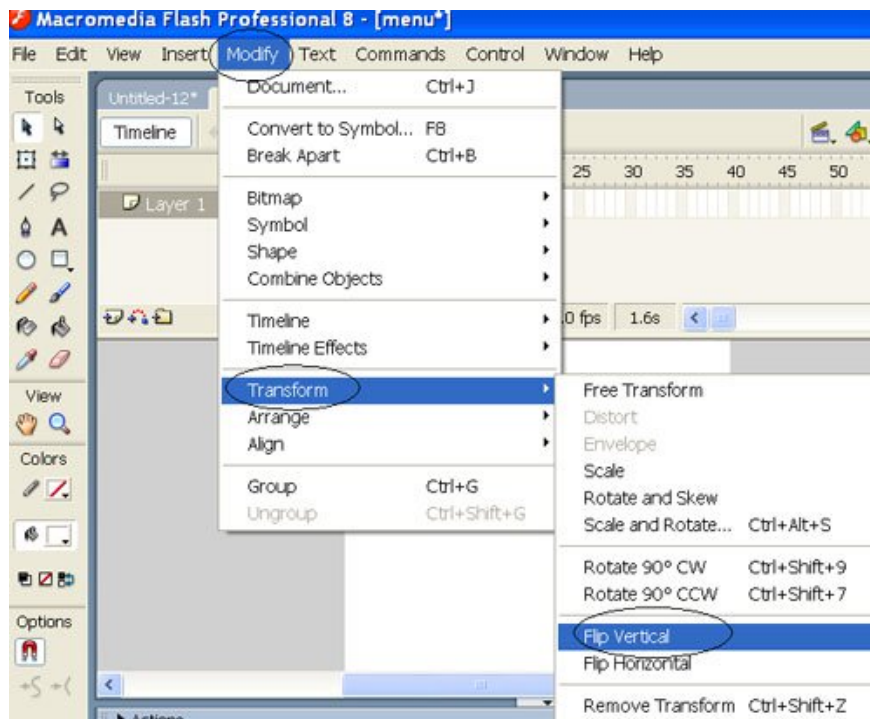 Macromedia Flash Professional 8 - [menu*]
File Edit View Insert Modify Text Commands Control Window Help
Tools
Untitled-12*
Timeline
25 30 35 40 45 50
Layer 1
.0 fps 1.6s
View
Colors
Options
Document... Ctrl+J
Convert to Symbol... F8
Break Apart Ctrl+B
Bitmap
Symbol
Shape
Combine Objects
Timeline
Timeline Effects
Transform
Arrange
Align
Group Ctrl+G
Ungroup Ctrl+Shift+G
Free Transform
Distort
Envelope
Scale
Rotate and Skew
Scale and Rotate... Ctrl+Alt+S
Rotate 90° CW Ctrl+Shift+9
Rotate 90° CCW Ctrl+Shift+7
Flip Vertical
Flip Horizontal
Remove Transform Ctrl+Shift+Z
Actions